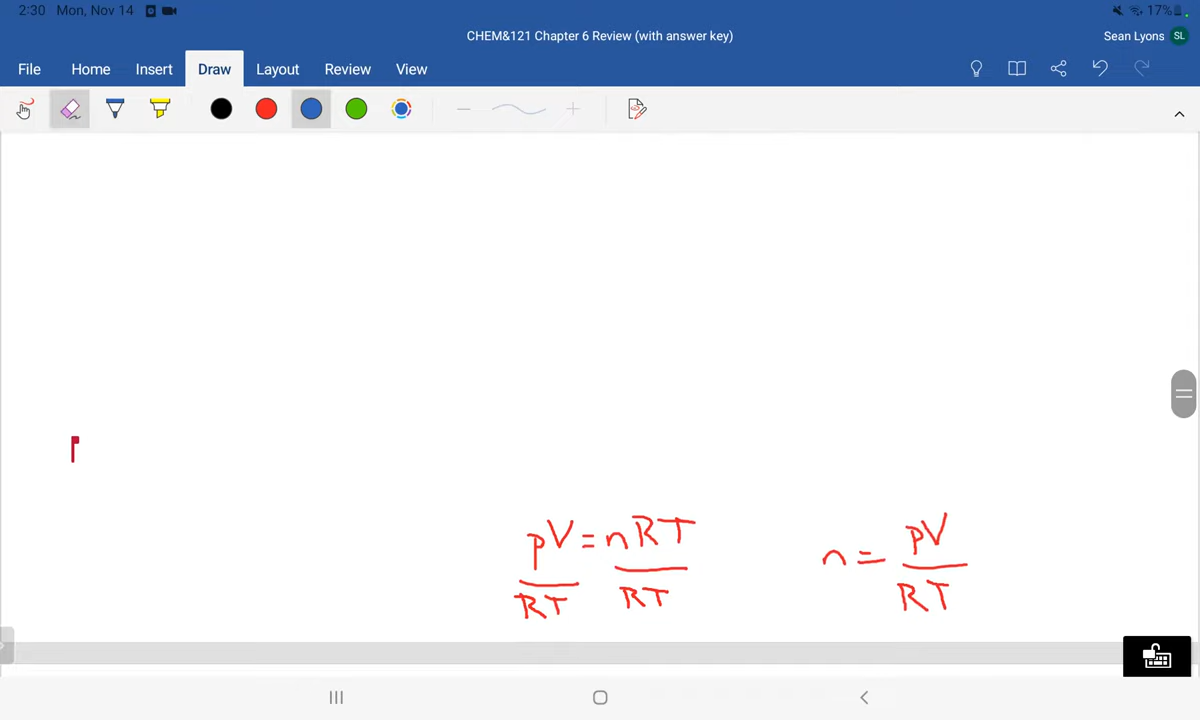 2:30 Mon, Nov 14 17%
CHEM&121 Chapter 6 Review (with answer key)
Sean Lyons SL
File Home Insert Draw Layout Review View
pV = nRT
RT RT
n = pV
RT